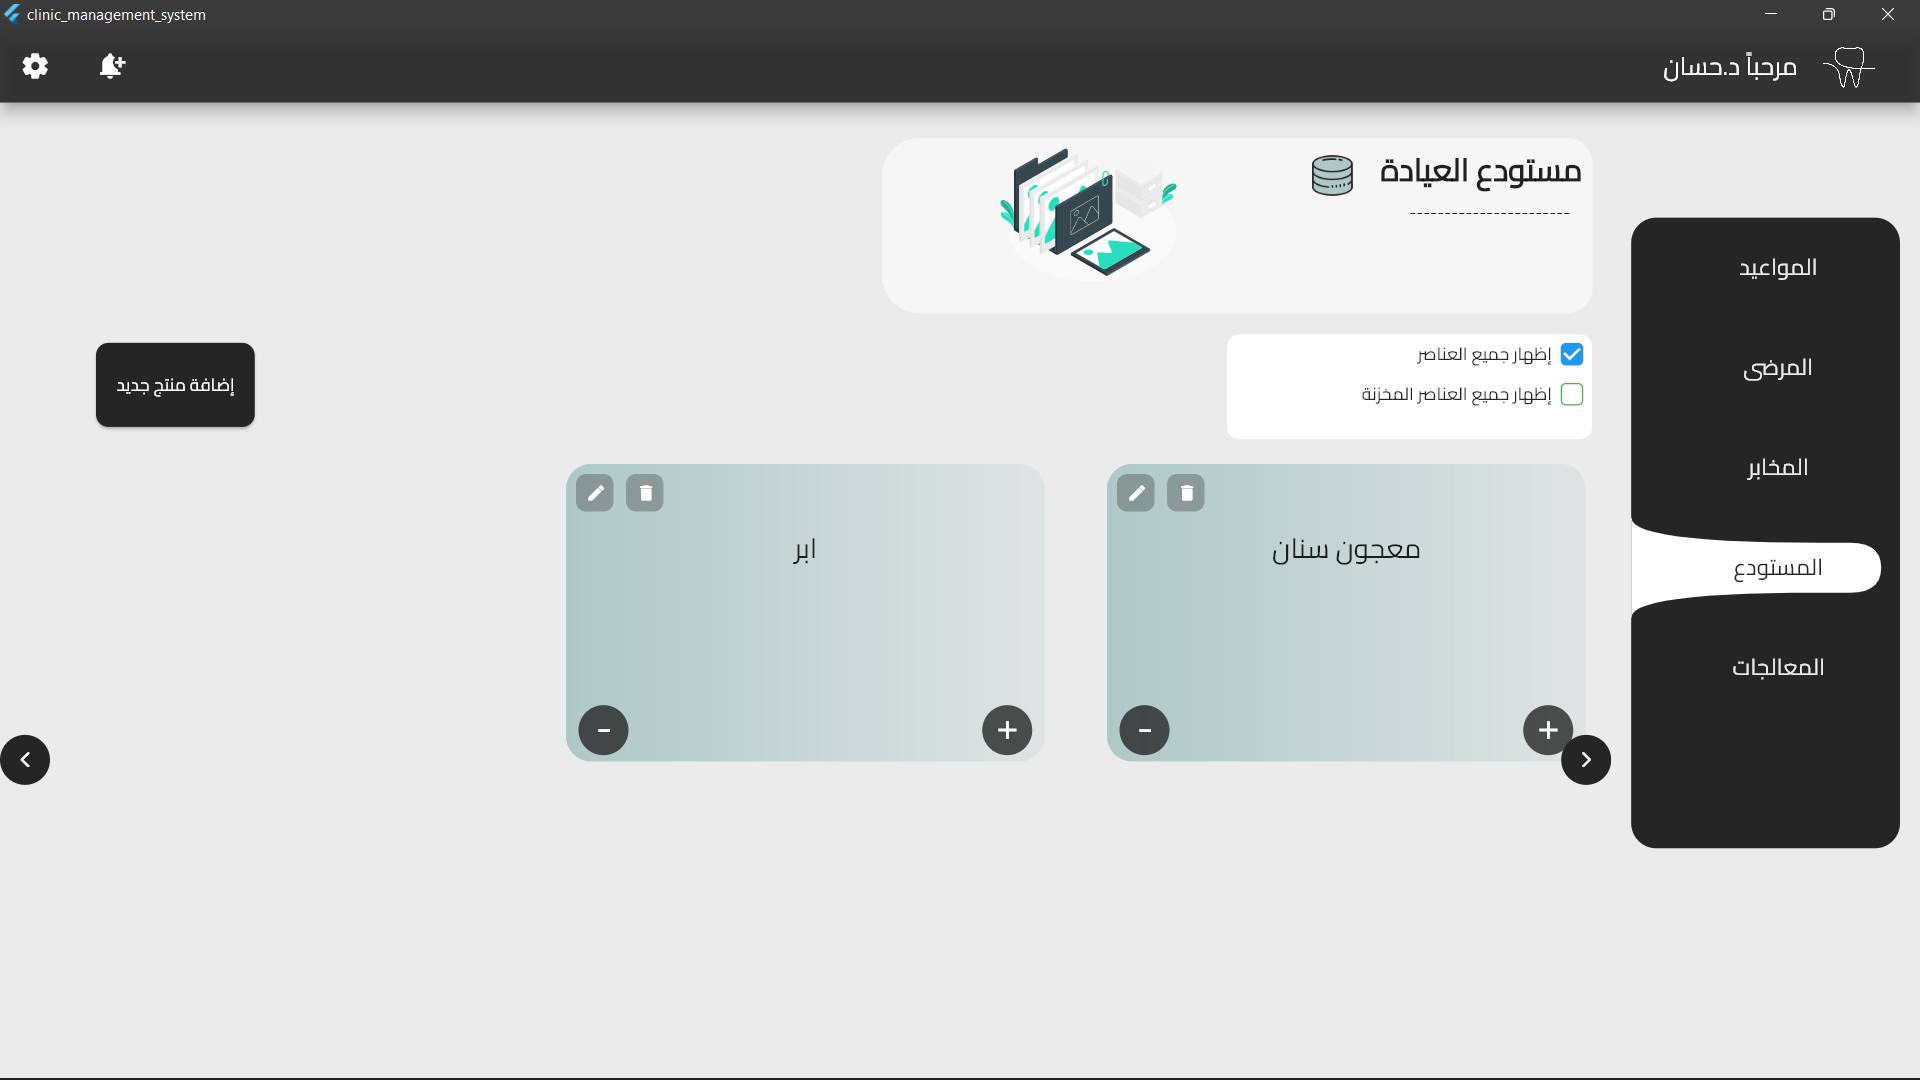 clinic_management_system
مرحباً د.حسان
مستودع العيادة
-----------------------
المواعيد
المرضى
المخابر
المستودع
المعالجات
إظهار جميع العناصر
إظهار جميع العناصر المخزنة
إضافة منتج جديد
معجون سنان
+
-
ابر
+
-